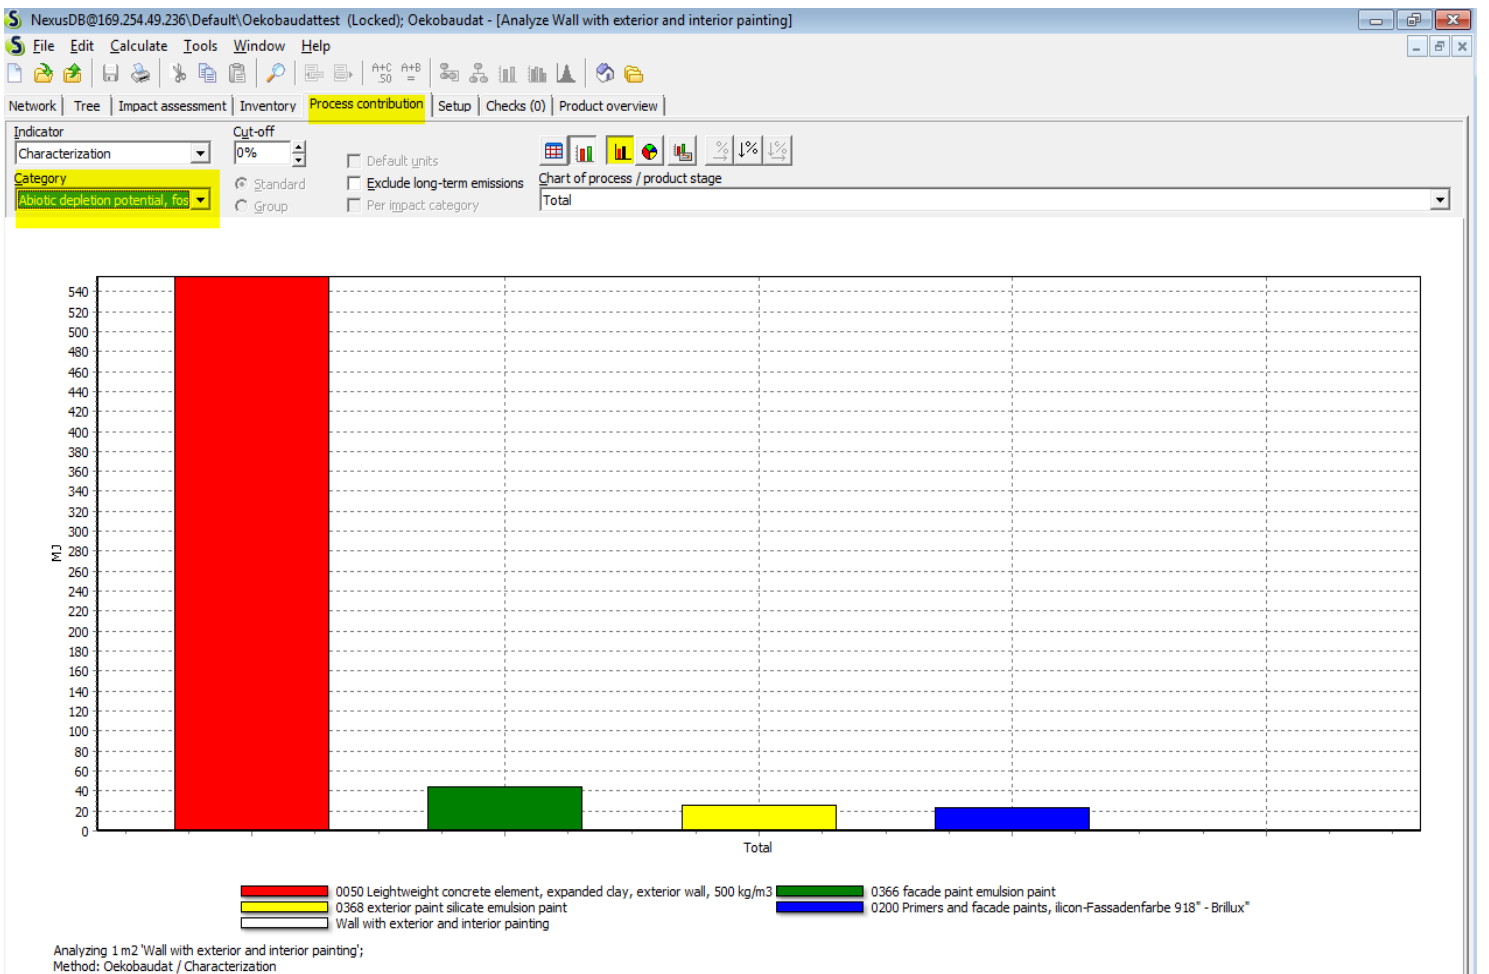 NexusDB@169.254.49.236\Default\Oekobaudattest (Locked); Oekobaudat - [Analyze Wall with exterior and interior painting]
File Edit Calculate Tools Window Help
A+C .50 A+B =
Network Tree Impact assessment Inventory Process contribution Setup Checks (0) Product overview
Indicator Cut-off
Characterization 0% Default units
Category Standard Exclude long-term emissions Chart of process / product stage
Abiotic depletion potential, fos Group Per impact category Total
540
520
500
480
460
440
420
400
380
360
340
320
300
MJ
280
260
240
220
200
180
160
140
120
100
80
60
40
20
0
Total
0050 Leightweight concrete element, expanded clay, exterior wall, 500 kg/m3 0366 facade paint emulsion paint
0368 exterior paint silicate emulsion paint 0200 Primers and facade paints, ilicon-Fassadenfarbe 918" - Brillux"
Wall with exterior and interior painting
Analyzing 1 m2 'Wall with exterior and interior painting';
Method: Oekobaudat / Characterization